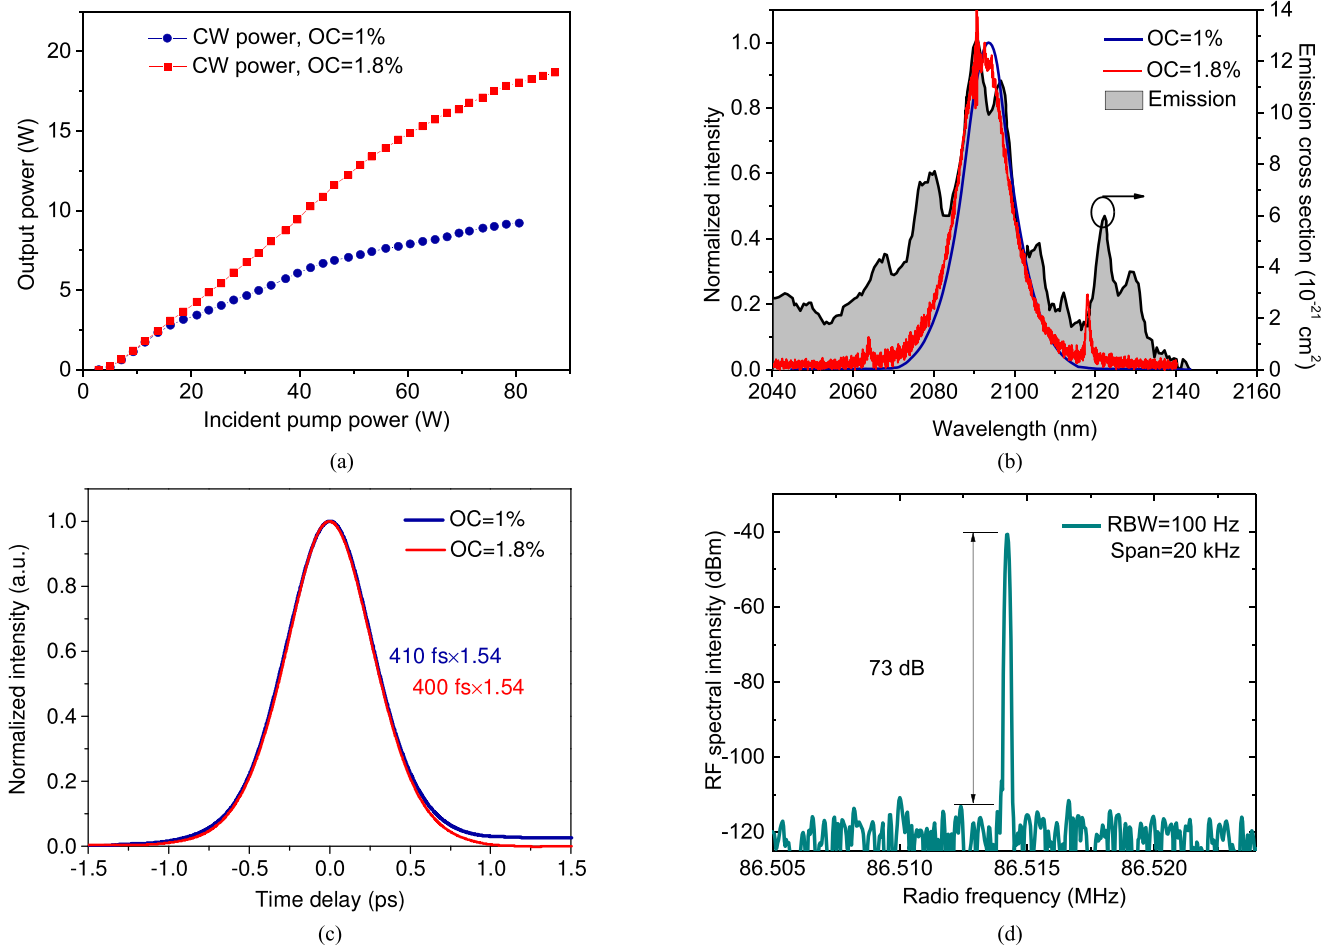 CW power, OC=1%
CW power, OC=1.8%
Output power (W)
20
15
10
5
0
0
20
40
60
80
Incident pump power (W)
(a)
OC=1%
OC=1.8%
Emission
Normalized intensity
1.0
0.8
0.6
0.4
0.2
0.0
14
12
10
8
6
4
2
0
Emission cross section (10⁻²¹ cm²)
2040
2060
2080
2100
2120
2140
2160
Wavelength (nm)
(b)
OC=1%
OC=1.8%
410 fs×1.54
400 fs×1.54
Normalized intensity (a.u.)
1.0
0.8
0.6
0.4
0.2
0.0
-1.5
-1.0
-0.5
0.0
0.5
1.0
1.5
Time delay (ps)
(c)
RBW=100 Hz
Span=20 kHz
73 dB
RF spectral intensity (dBm)
-40
-60
-80
-100
-120
86.505
86.510
86.515
86.520
Radio frequency (MHz)
(d)